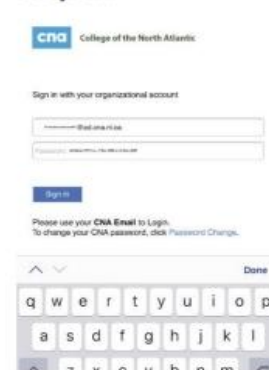 cna College of the North Atlantic
Sign in with your organizational account
Sign in
Please use your CNA Email to Login.
To change your CNA password, click Password Change.
Done
q w e r t y u i o p
a s d f g h j k l
z x c v b n m